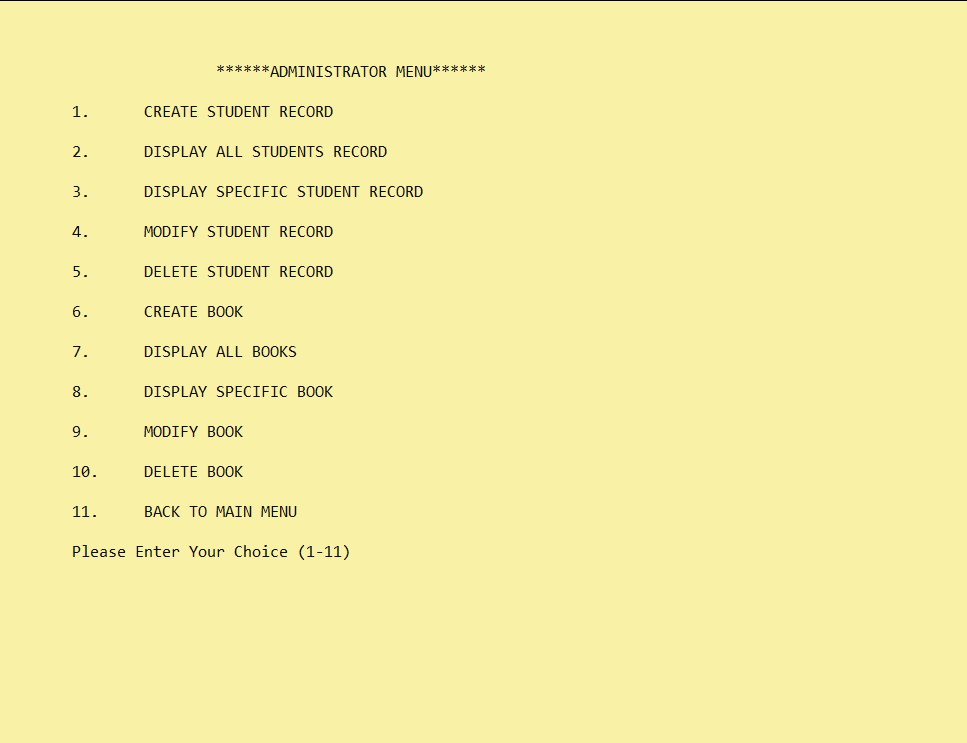 ******ADMINISTRATOR MENU******
1. CREATE STUDENT RECORD
2. DISPLAY ALL STUDENTS RECORD
3. DISPLAY SPECIFIC STUDENT RECORD
4. MODIFY STUDENT RECORD
5. DELETE STUDENT RECORD
6. CREATE BOOK
7. DISPLAY ALL BOOKS
8. DISPLAY SPECIFIC BOOK
9. MODIFY BOOK
10. DELETE BOOK
11. BACK TO MAIN MENU
Please Enter Your Choice (1-11)